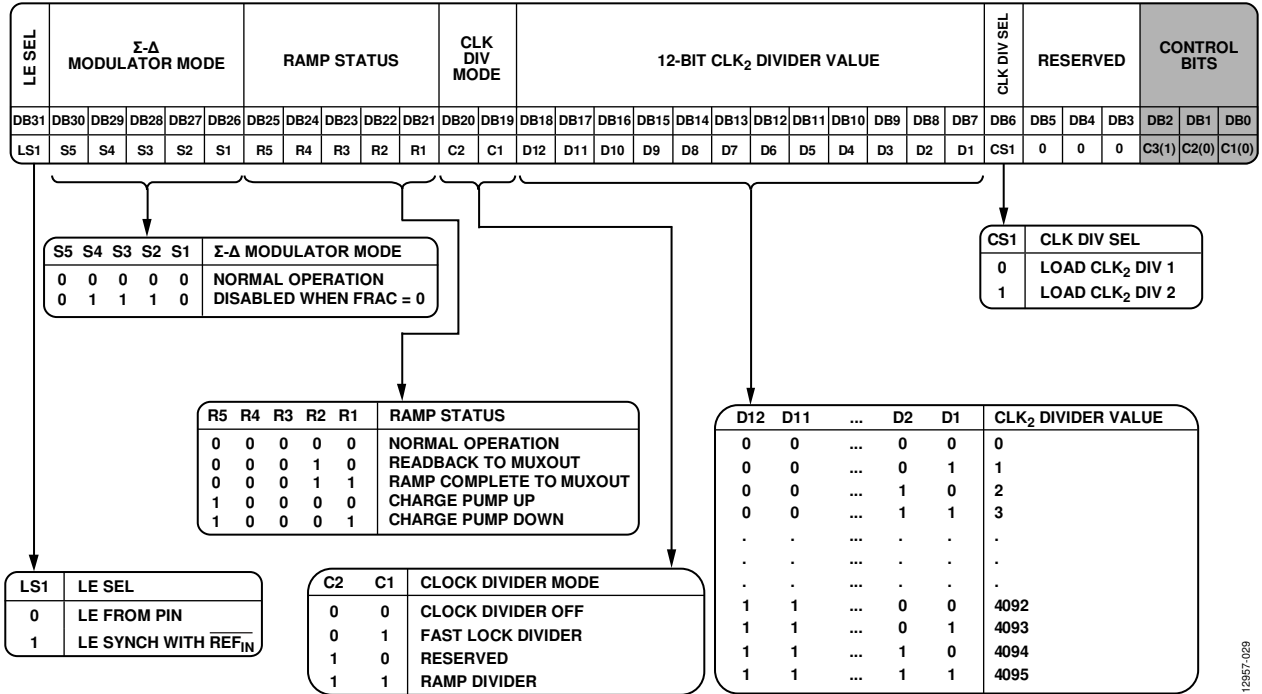 LE SEL
Σ-Δ
MODULATOR MODE
RAMP STATUS
CLK
DIV
MODE
12-BIT CLK2 DIVIDER VALUE
CLK DIV SEL
RESERVED
CONTROL
BITS
DB31 DB30 DB29 DB28 DB27 DB26 DB25 DB24 DB23 DB22 DB21 DB20 DB19 DB18 DB17 DB16 DB15 DB14 DB13 DB12 DB11 DB10 DB9 DB8 DB7 DB6 DB5 DB4 DB3 DB2 DB1 DB0
LS1 S5 S4 S3 S2 S1 R5 R4 R3 R2 R1 C2 C1 D12 D11 D10 D9 D8 D7 D6 D5 D4 D3 D2 D1 CS1 0 0 0 C3(1) C2(0) C1(0)
S5 S4 S3 S2 S1 Σ-Δ MODULATOR MODE
0 0 0 0 0 NORMAL OPERATION
0 1 1 1 0 DISABLED WHEN FRAC = 0
CS1 CLK DIV SEL
0 LOAD CLK2 DIV 1
1 LOAD CLK2 DIV 2
R5 R4 R3 R2 R1 RAMP STATUS
0 0 0 0 0 NORMAL OPERATION
0 0 0 1 0 READBACK TO MUXOUT
0 0 0 1 1 RAMP COMPLETE TO MUXOUT
1 0 0 0 0 CHARGE PUMP UP
1 0 0 0 1 CHARGE PUMP DOWN
D12 D11 ... D2 D1 CLK2 DIVIDER VALUE
0 0 ... 0 0 0
0 0 ... 0 1 1
0 0 ... 1 0 2
0 0 ... 1 1 3
. . ... . . .
. . ... . . .
. . ... . . .
1 1 ... 0 0 4092
1 1 ... 0 1 4093
1 1 ... 1 0 4094
1 1 ... 1 1 4095
LS1 LE SEL
0 LE FROM PIN
1 LE SYNCH WITH REFIN
C2 C1 CLOCK DIVIDER MODE
0 0 CLOCK DIVIDER OFF
0 1 FAST LOCK DIVIDER
1 0 RESERVED
1 1 RAMP DIVIDER
12957-029